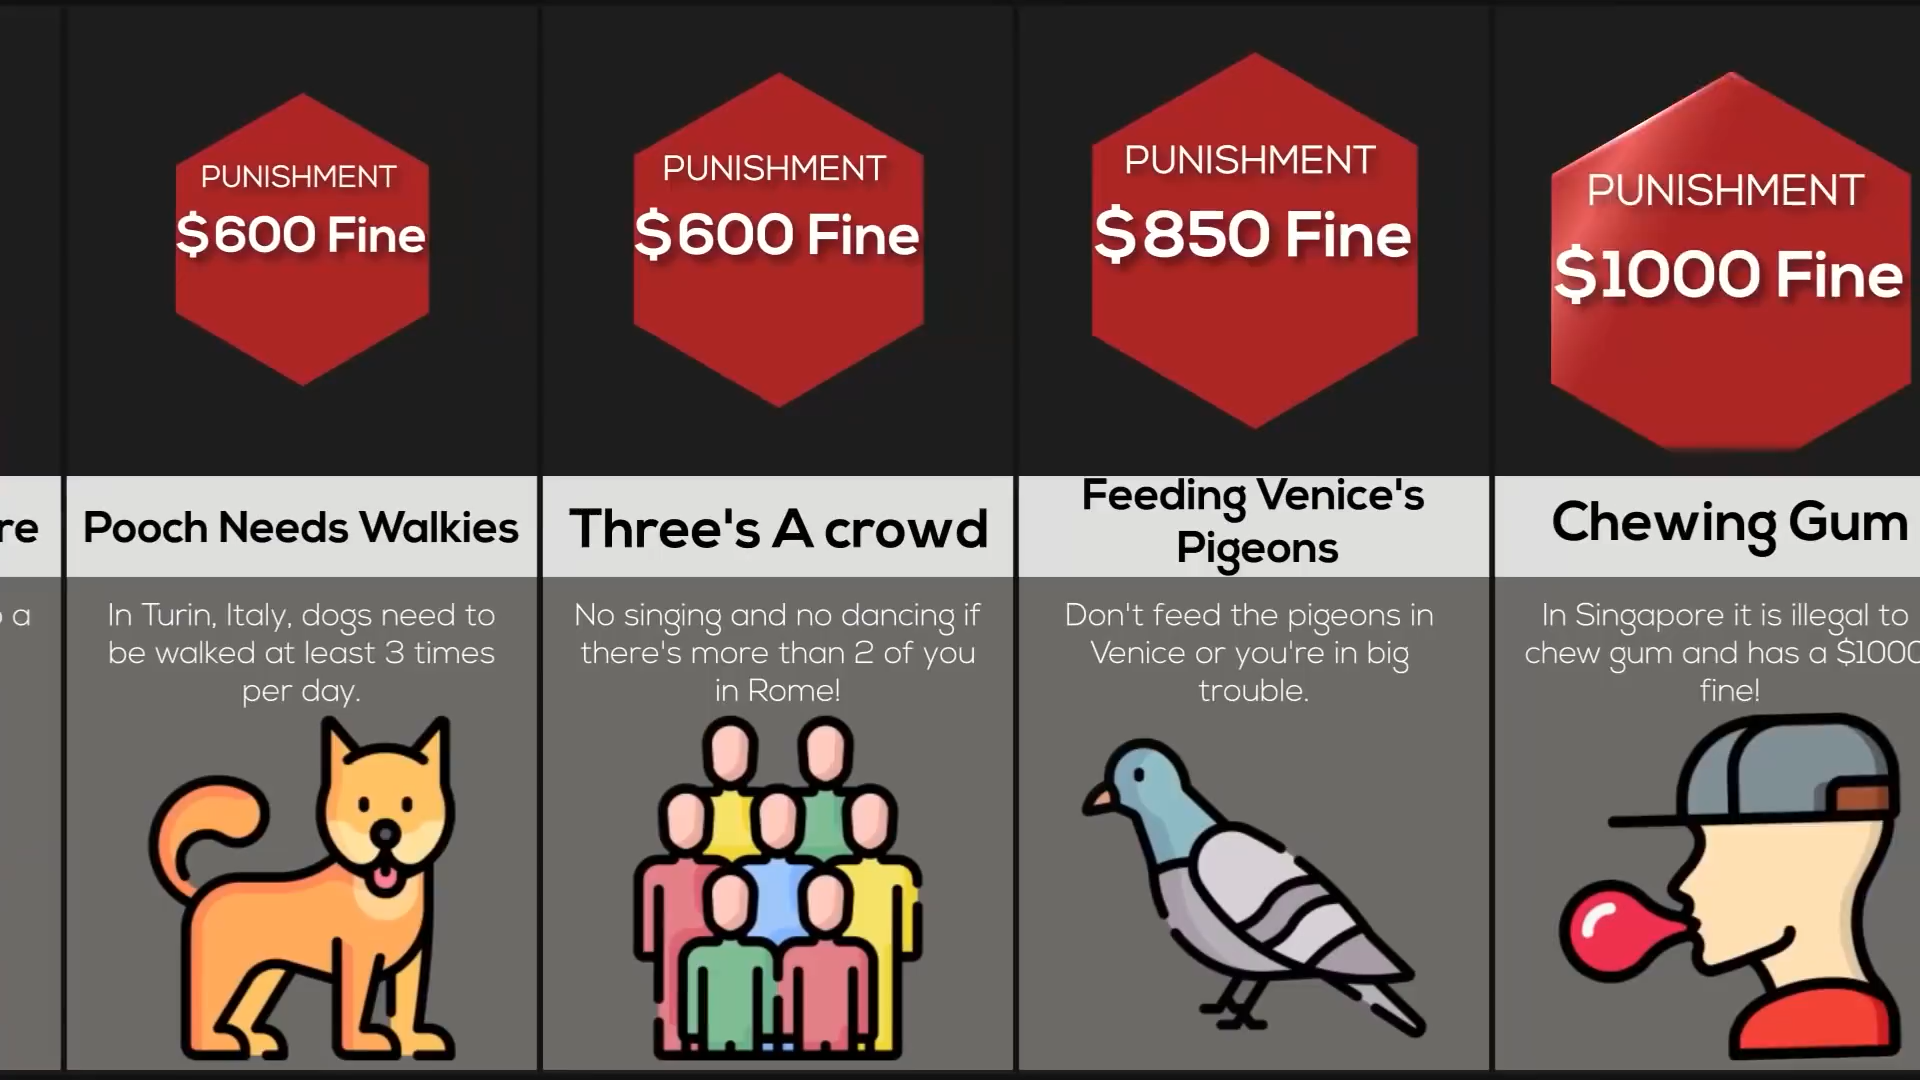 re
a
PUNISHMENT
$600 Fine
Pooch Needs Walkies
In Turin, Italy, dogs need to
be walked at least 3 times
per day.
PUNISHMENT
$600 Fine
Three's A crowd
No singing and no dancing if
there's more than 2 of you
in Rome!
PUNISHMENT
$850 Fine
Feeding Venice's
Pigeons
Don't feed the pigeons in
Venice or you're in big
trouble.
PUNISHMENT
$1000 Fine
Chewing Gum
In Singapore it is illegal to
chew gum and has a $1000
fine!